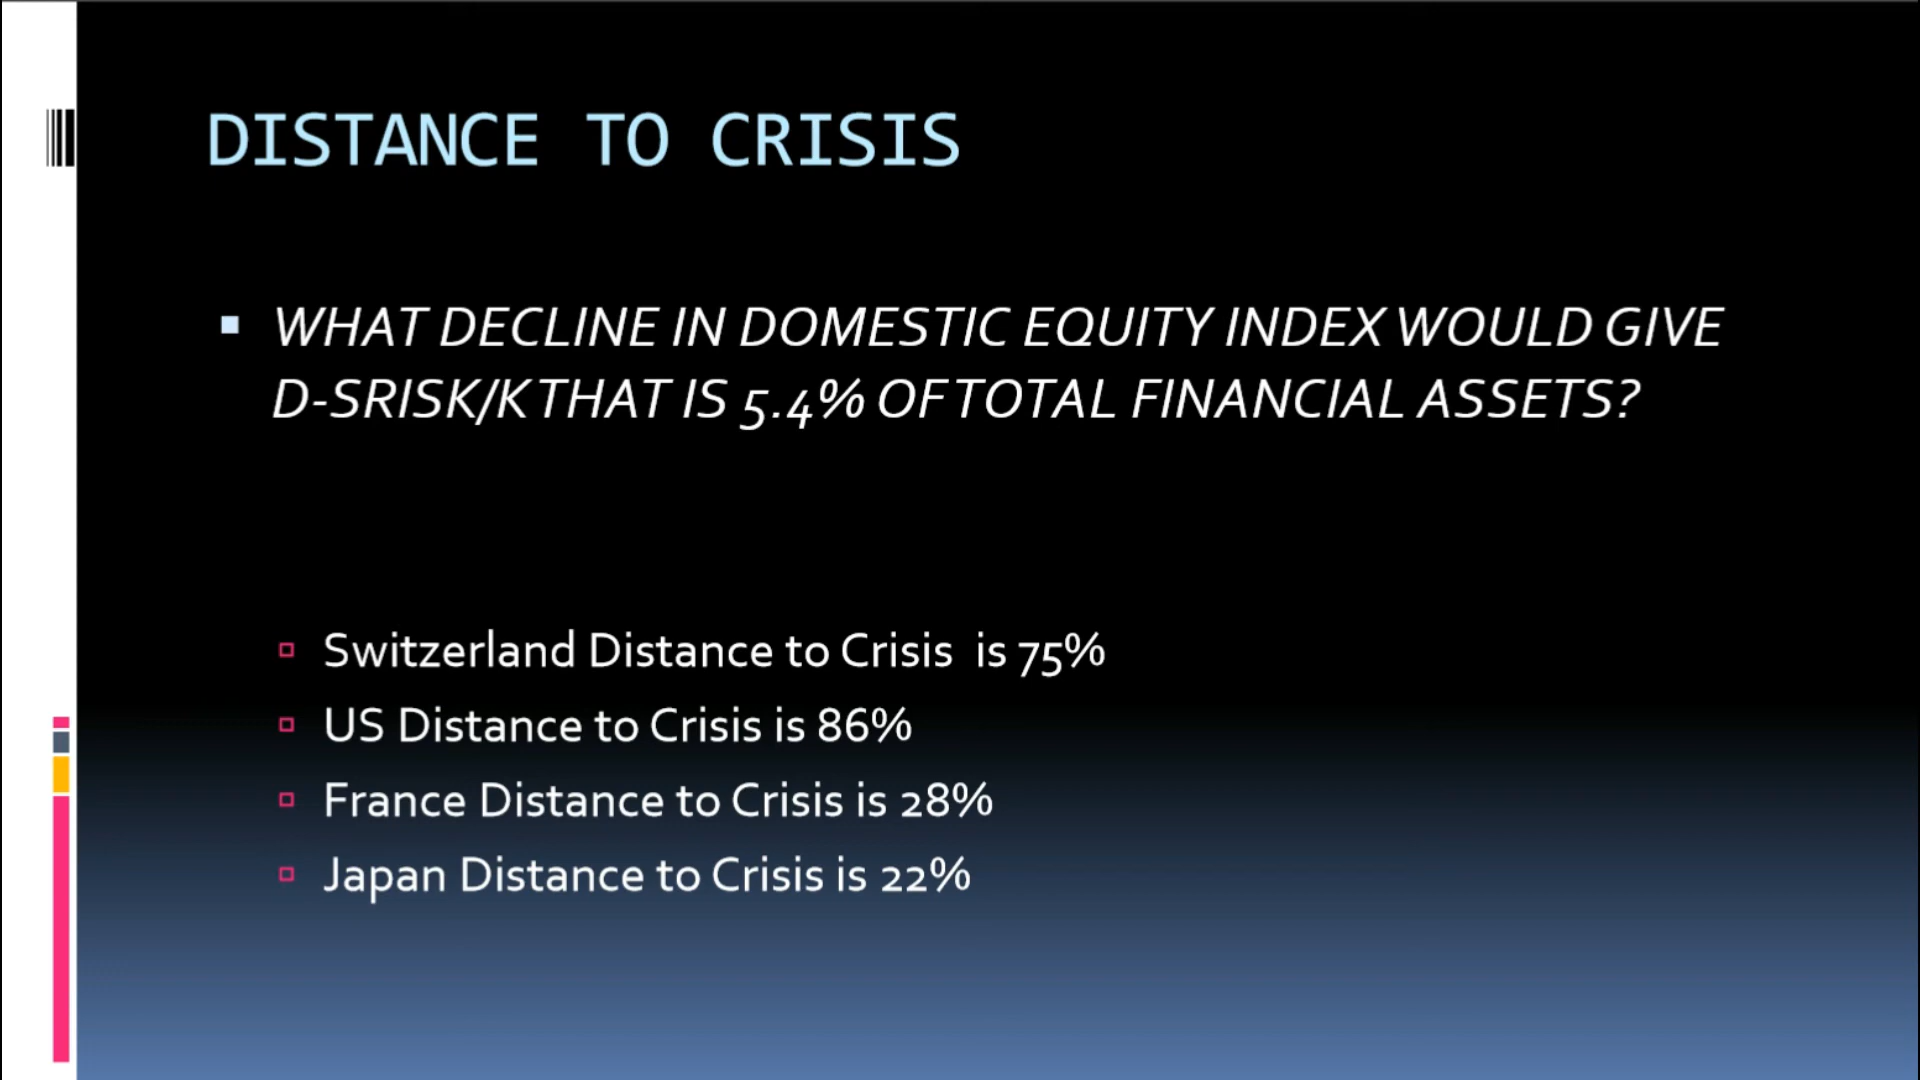 DISTANCE TO CRISIS
WHAT DECLINE IN DOMESTIC EQUITY INDEX WOULD GIVE
D-SRISK/K THAT IS 5.4% OF TOTAL FINANCIAL ASSETS?
Switzerland Distance to Crisis is 75%
US Distance to Crisis is 86%
France Distance to Crisis is 28%
Japan Distance to Crisis is 22%